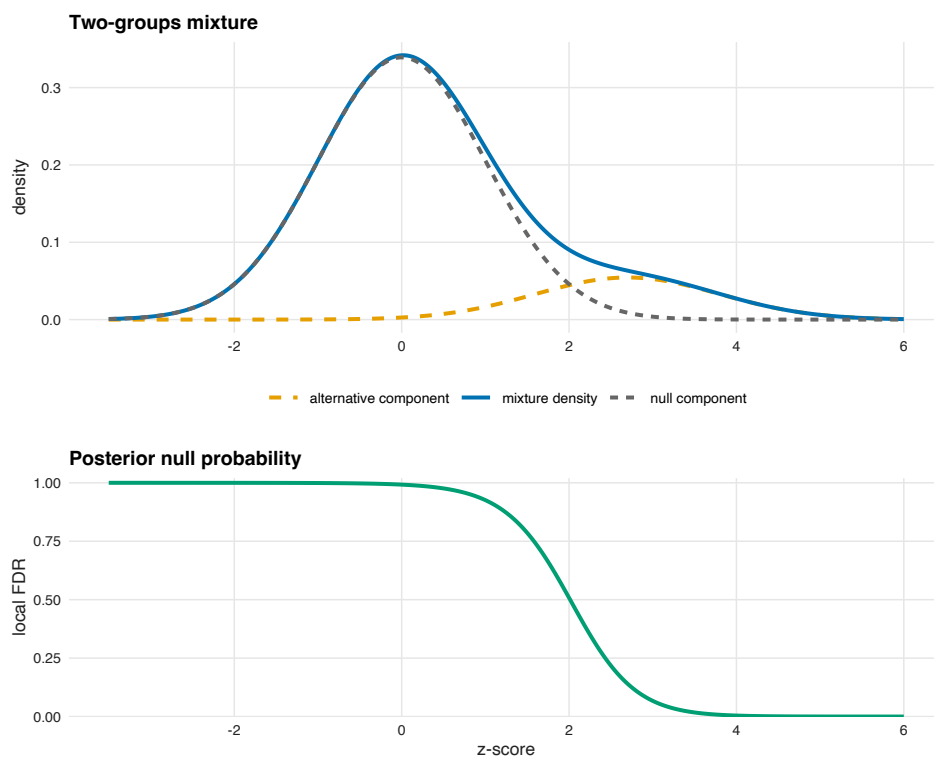 Two-groups mixture
density
0.3
0.2
0.1
0.0
-2 0 2 4 6
alternative component mixture density null component
Posterior null probability
local FDR
1.00
0.75
0.50
0.25
0.00
-2 0 2 4 6
z-score